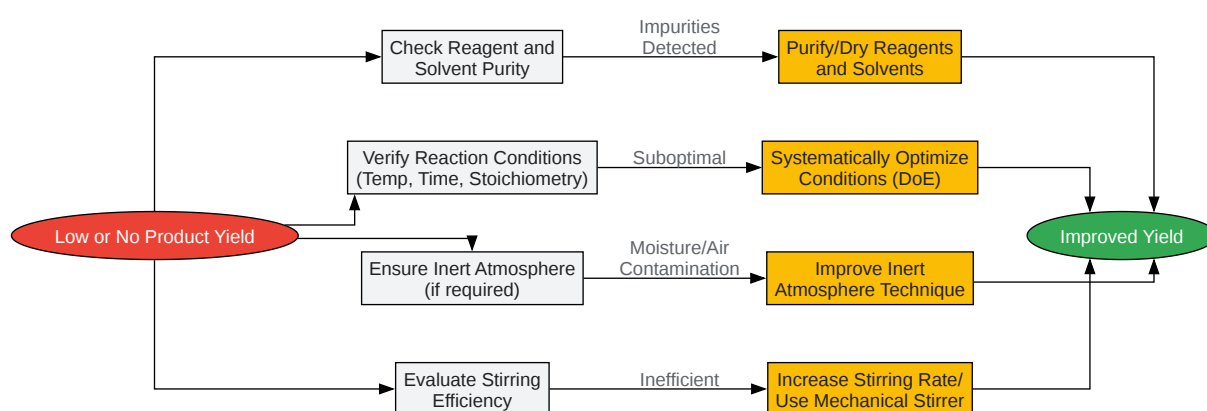 Check Reagent and
Solvent Purity
Impurities
Detected
Purify/Dry Reagents
and Solvents
Verify Reaction Conditions
(Temp, Time, Stoichiometry)
Suboptimal
Systematically Optimize
Conditions (DoE)
Low or No Product Yield
Improved Yield
Ensure Inert Atmosphere
(if required)
Moisture/Air
Contamination
Improve Inert
Atmosphere Technique
Evaluate Stirring
Efficiency
Inefficient
Increase Stirring Rate/
Use Mechanical Stirrer